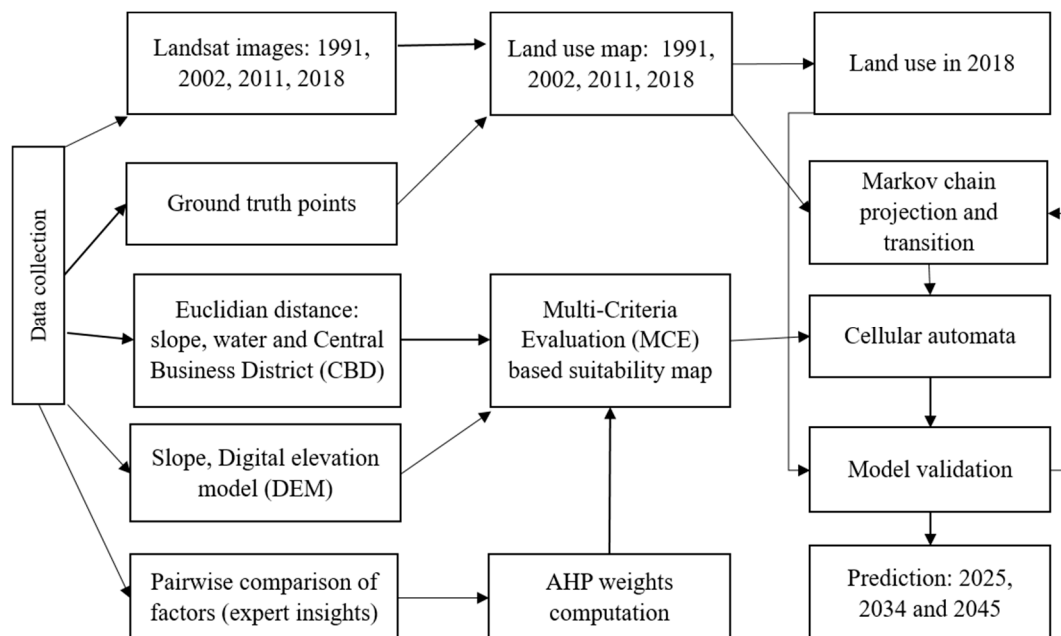 Data collection
Landsat images: 1991,
2002, 2011, 2018
Land use map:  1991,
2002, 2011, 2018
Land use in 2018
Ground truth points
Markov chain
projection and
transition
Euclidian distance:
slope, water and Central
Business District (CBD)
Multi-Criteria
Evaluation (MCE)
based suitability map
Cellular automata
Slope, Digital elevation
model (DEM)
Model validation
Pairwise comparison of
factors (expert insights)
AHP weights
computation
Prediction: 2025,
2034 and 2045